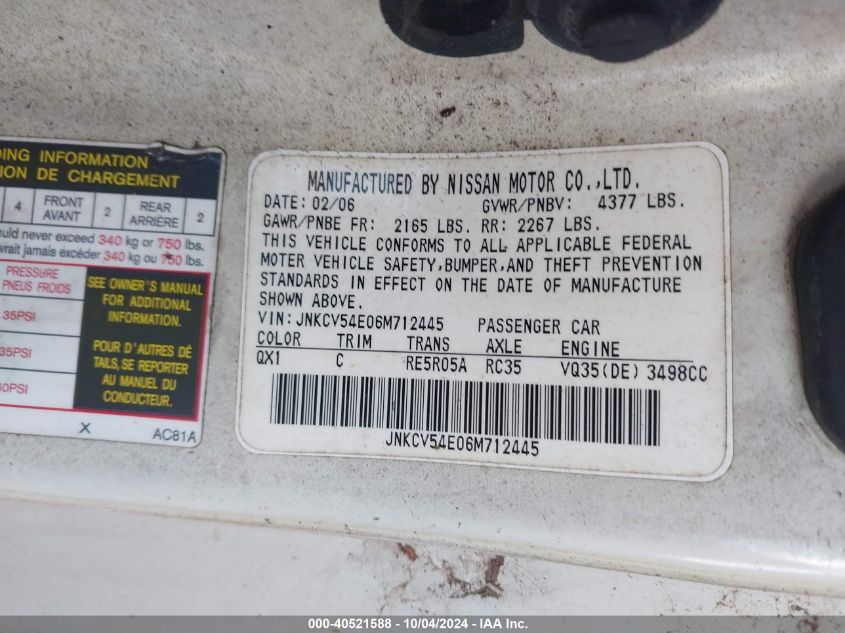 DING INFORMATION
ION DE CHARGEMENT
4 FRONT AVANT 2 REAR ARRIÈRE 2
ould never exceed 340 kg or 750 lbs.
vrait jamais excéder 340 kg ou 750 lbs.
PRESSURE
PNEUS FROIDS
35PSI
35PSI
60PSI
SEE OWNER'S MANUAL
FOR ADDITIONAL
INFORMATION.
POUR D'AUTRES DÉ
TAILS, SE REPORTER
AU MANUEL DU
CONDUCTEUR.
X AC81A
MANUFACTURED BY NISSAN MOTOR CO.,LTD.
DATE: 02/06 GVWR/PNBV: 4377 LBS.
GAWR/PNBE FR: 2165 LBS. RR: 2267 LBS.
THIS VEHICLE CONFORMS TO ALL APPLICABLE FEDERAL
MOTER VEHICLE SAFETY,BUMPER,AND THEFT PREVENTION
STANDARDS IN EFFECT ON THE DATE OF MANUFACTURE
SHOWN ABOVE.
VIN: JNKCV54E06M712445 PASSENGER CAR
COLOR TRIM TRANS AXLE ENGINE
QX1 C RE5R05A RC35 VQ35(DE) 3498CC
JNKCV54E06M712445
000-40521588 - 10/04/2024 - IAA Inc.